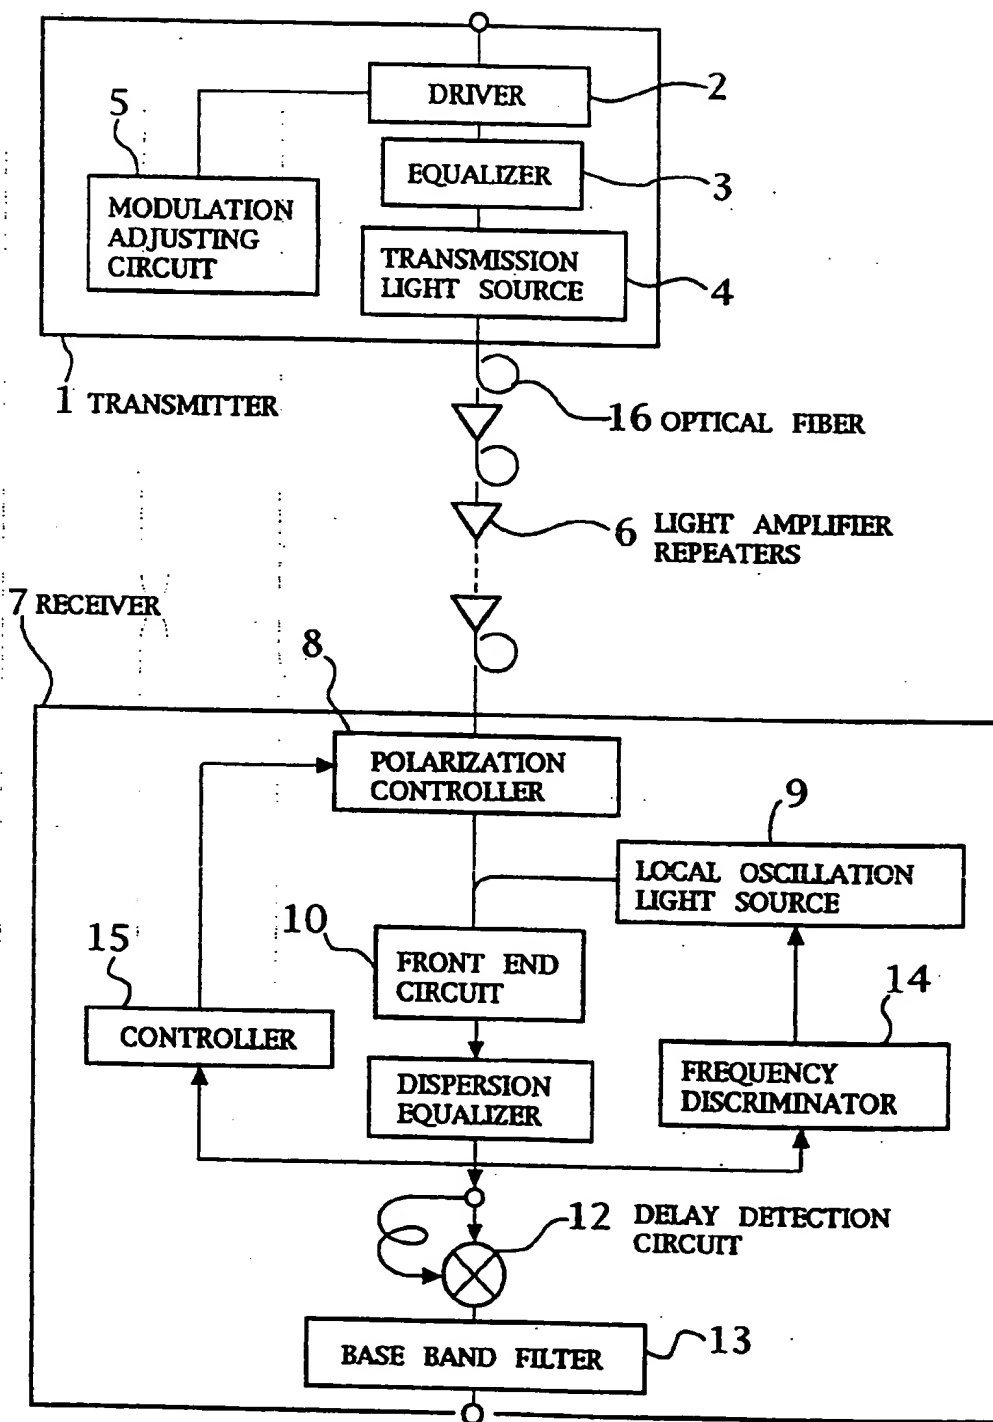 DRIVER
2
5
EQUALIZER
3
MODULATION
ADJUSTING
CIRCUIT
TRANSMISSION
LIGHT SOURCE
4
1 TRANSMITTER
16 OPTICAL FIBER
6 LIGHT AMPLIFIER
REPEATERS
7 RECEIVER
8
POLARIZATION
CONTROLLER
9
LOCAL OSCILLATION
LIGHT SOURCE
10
15
FRONT END
CIRCUIT
14
CONTROLLER
DISPERSION
EQUALIZER
FREQUENCY
DISCRIMINATOR
12 DELAY DETECTION
CIRCUIT
13
BASE BAND FILTER